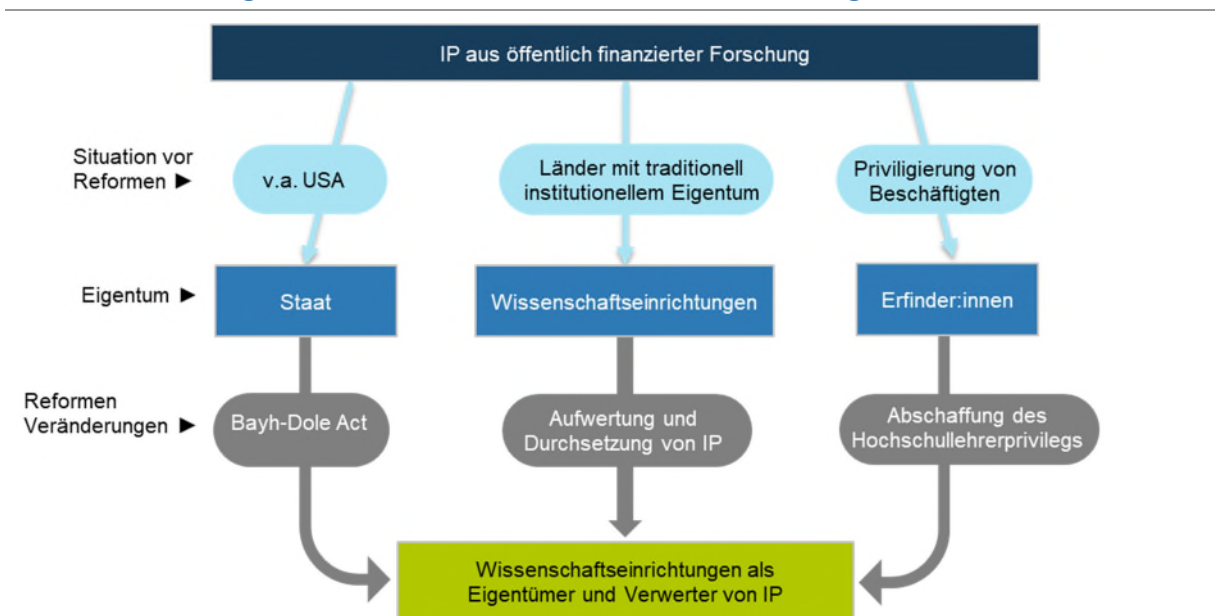 IP aus öffentlich finanzierter Forschung
Situation vor
Reformen ►
v.a. USA
Länder mit traditionell
institutionellem Eigentum
Priviligierung von
Beschäftigten
Eigentum ►
Staat
Wissenschaftseinrichtungen
Erfinder:innen
Reformen
Veränderungen ►
Bayh-Dole Act
Aufwertung und
Durchsetzung von IP
Abschaffung des
Hochschullehrerprivilegs
Wissenschaftseinrichtungen als
Eigentümer und Verwerter von IP